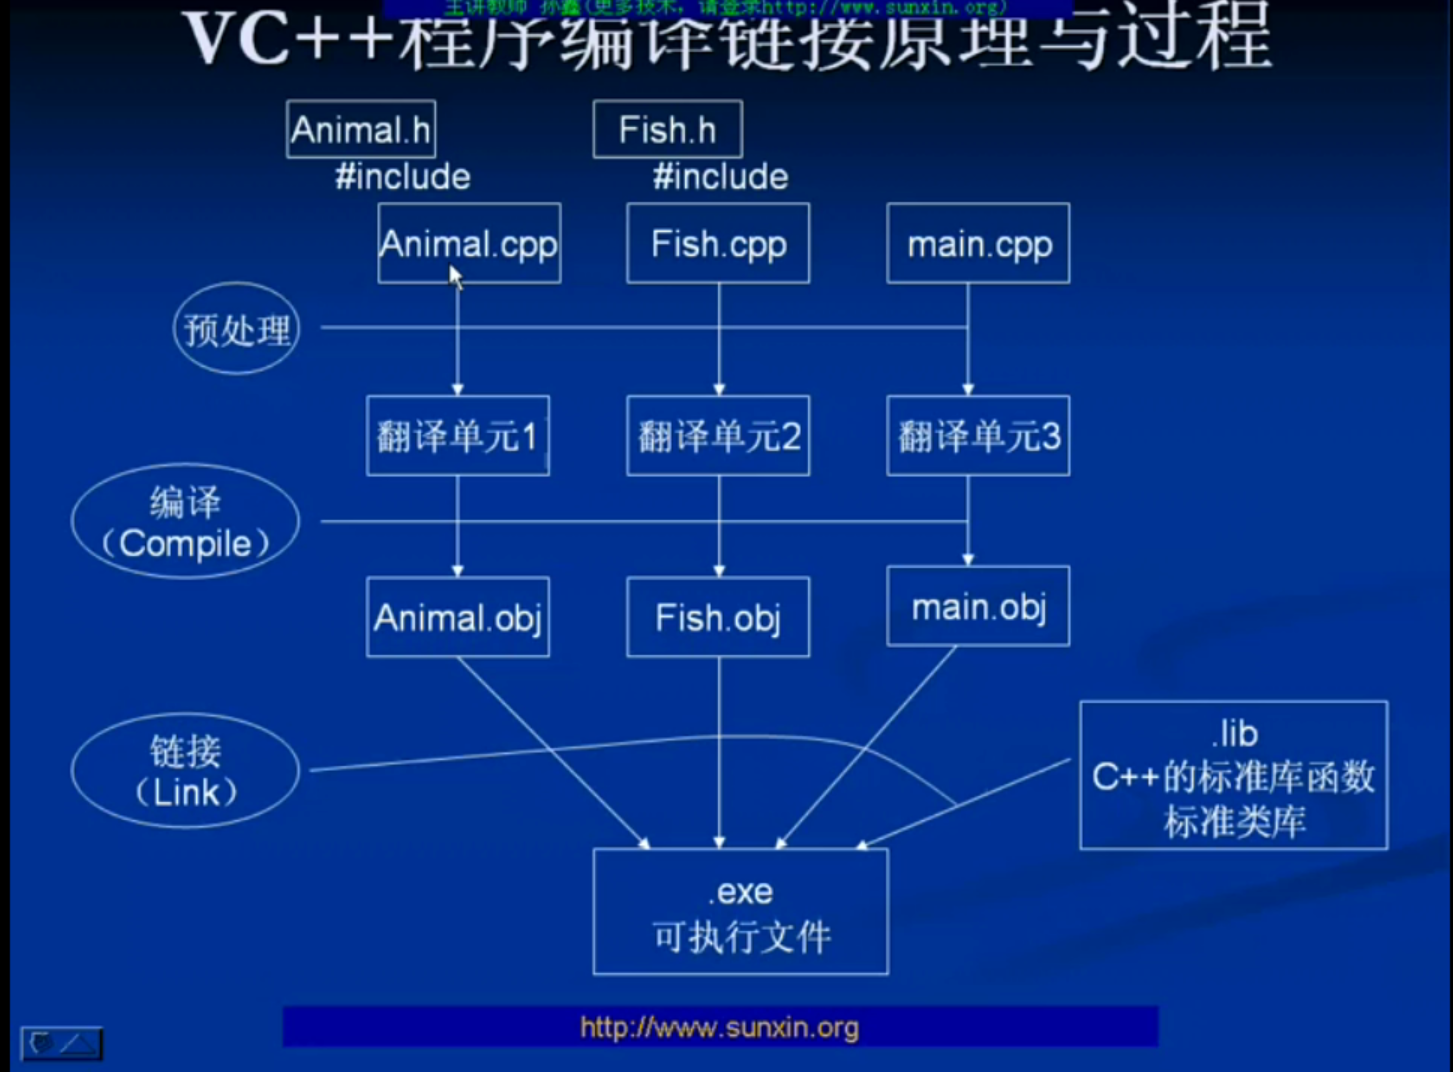 主讲教师 孙鑫(更多技术，请登录http://www.sunxin.org)
VC++程序编译链接原理与过程
Animal.h
Fish.h
#include
#include
Animal.cpp
Fish.cpp
main.cpp
预处理
翻译单元1
翻译单元2
翻译单元3
编译
（Compile）
Animal.obj
Fish.obj
main.obj
链接
（Link）
.lib
C++的标准库函数
标准类库
.exe
可执行文件
http://www.sunxin.org